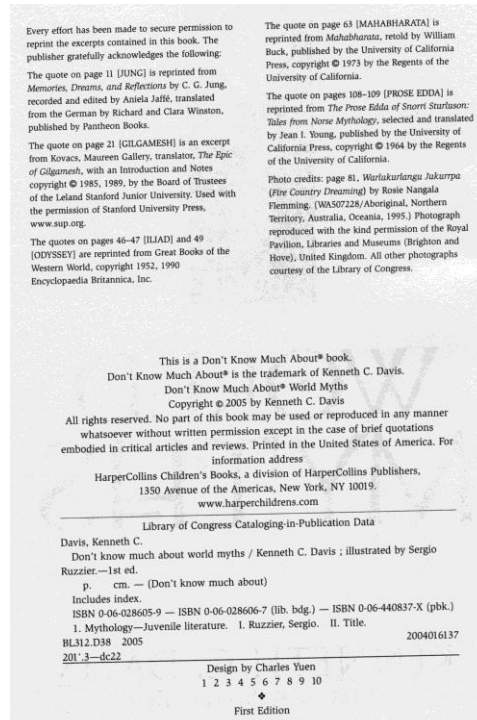 Every effort has been made to secure permission to
reprint the excerpts contained in this book. The
publisher gratefully acknowledges the following:
The quote on page 11 [JUNG] is reprinted from
Memories, Dreams, and Reflections by C. G. Jung,
recorded and edited by Aniela Jaffé, translated
from the German by Richard and Clara Winston,
published by Pantheon Books.
The quote on page 21 [GILGAMESH] is an excerpt
from Kovacs, Maureen Gallery, translator, The Epic
of Gilgamesh, with an Introduction and Notes
copyright © 1985, 1989, by the Board of Trustees
of the Leland Stanford Junior University. Used with
the permission of Stanford University Press,
www.sup.org.
The quotes on pages 46–47 [ILIAD] and 49
[ODYSSEY] are reprinted from Great Books of the
Western World, copyright 1952, 1990
Encyclopaedia Britannica, Inc.
The quote on page 63 [MAHABHARATA] is
reprinted from Mahabharata, retold by William
Buck, published by the University of California
Press, copyright © 1973 by the Regents of the
University of California.
The quote on pages 108–109 [PROSE EDDA] is
reprinted from The Prose Edda of Snorri Sturluson:
Tales from Norse Mythology, selected and translated
by Jean I. Young, published by the University of
California Press, copyright © 1964 by the Regents
of the University of California.
Photo credits: page 81, Warlukurlangu Jukurrpa
(Fire Country Dreaming) by Rosie Nangala
Flemming. (WA507228/Aboriginal, Northern
Territory, Australia, Oceania, 1995.) Photograph
reproduced with the kind permission of the Royal
Pavilion, Libraries and Museums (Brighton and
Hove), United Kingdom. All other photographs
courtesy of the Library of Congress.
This is a Don't Know Much About® book.
Don't Know Much About® is the trademark of Kenneth C. Davis.
Don't Know Much About® World Myths
Copyright © 2005 by Kenneth C. Davis
All rights reserved. No part of this book may be used or reproduced in any manner
whatsoever without written permission except in the case of brief quotations
embodied in critical articles and reviews. Printed in the United States of America. For
information address
HarperCollins Children's Books, a division of HarperCollins Publishers,
1350 Avenue of the Americas, New York, NY 10019.
www.harperchildrens.com
Library of Congress Cataloging-in-Publication Data
Davis, Kenneth C.
Don't know much about world myths / Kenneth C. Davis ; illustrated by Sergio
Ruzzier.—1st ed.
p. cm. — (Don't know much about)
Includes index.
ISBN 0-06-028605-9 — ISBN 0-06-028606-7 (lib. bdg.) — ISBN 0-06-440837-X (pbk.)
1. Mythology—Juvenile literature. I. Ruzzier, Sergio. II. Title.
BL312.D38 2005 2004016137
201'.3—dc22
Design by Charles Yuen
1 2 3 4 5 6 7 8 9 10
❖
First Edition